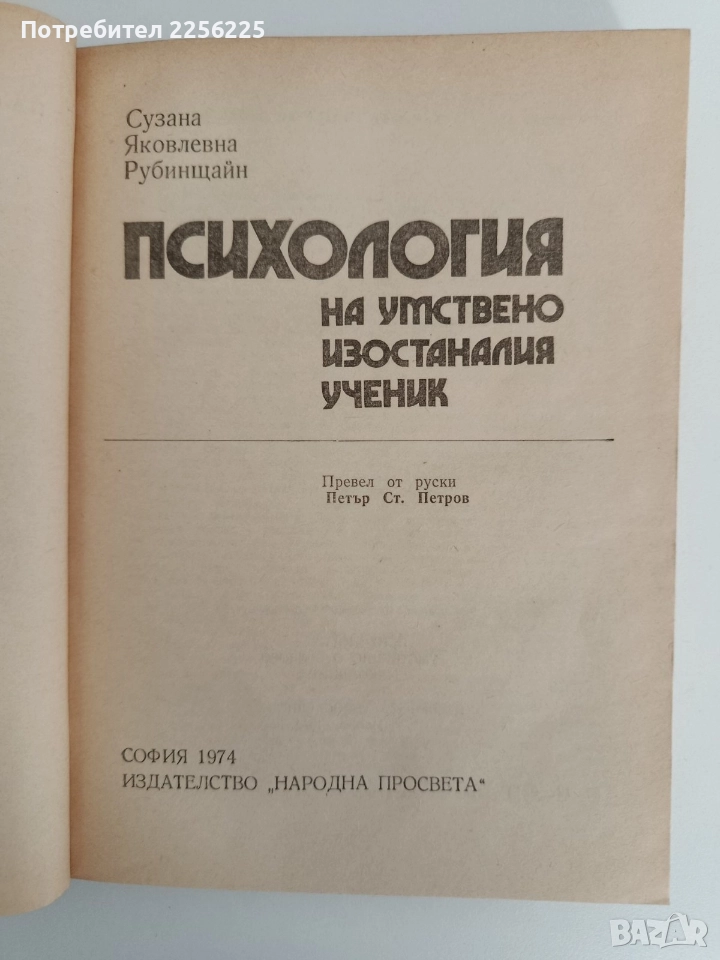 Потребител 2256225
Сузана
Яковлевна
Рубинщайн
ПСИХОЛОГИЯ
НА УМСТВЕНО
ИЗОСТАНАЛИЯ
УЧЕНИК
Превел от руски
Петър Ст. Петров
СОФИЯ 1974
ИЗДАТЕЛСТВО „НАРОДНА ПРОСВЕТА“
BAZAR